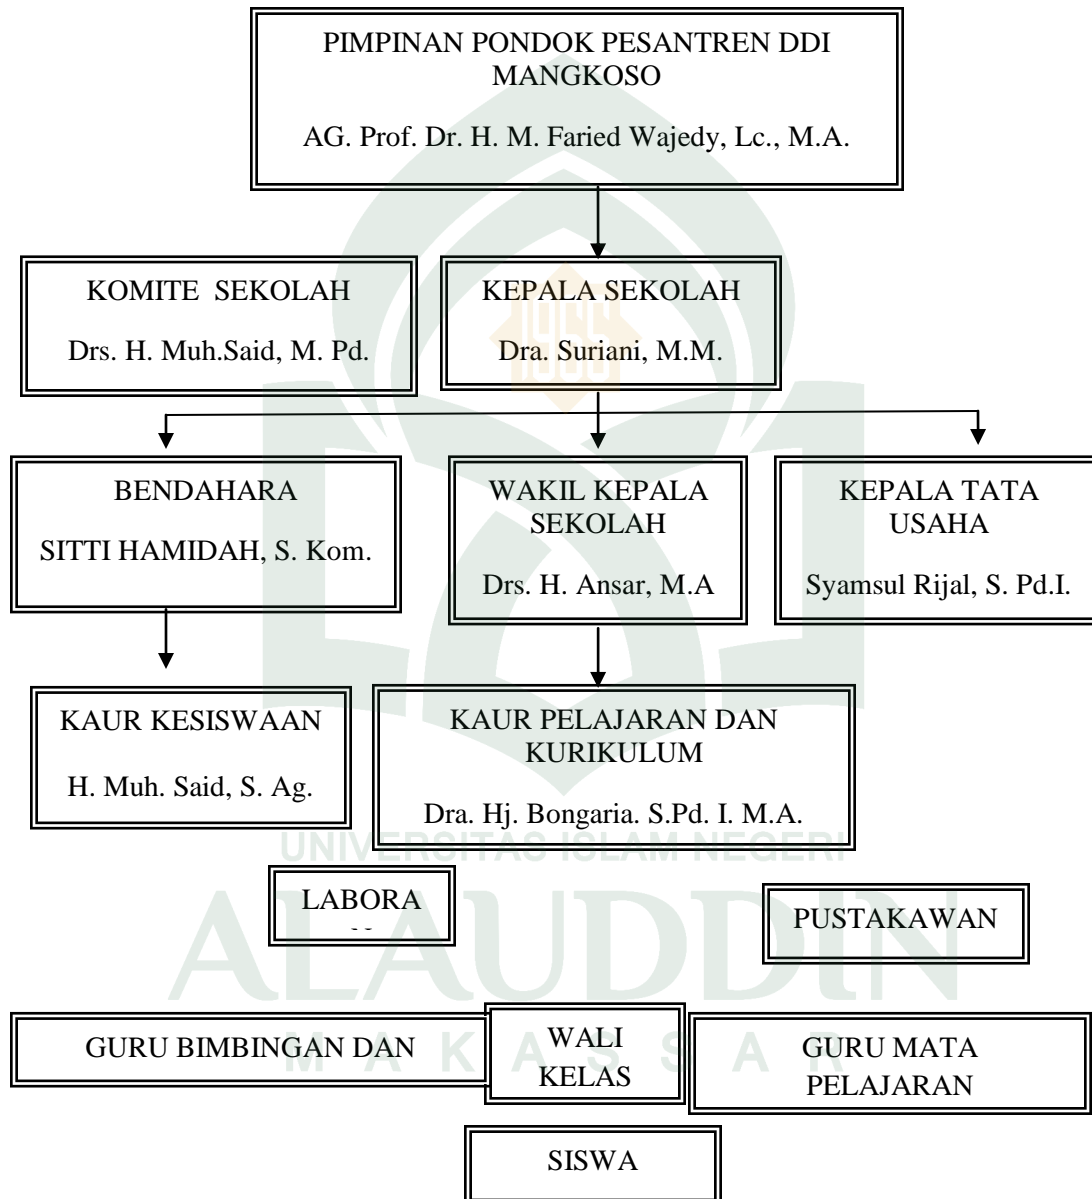 PIMPINAN PONDOK PESANTREN DDI
MANGKOSO
AG. Prof. Dr. H. M. Faried Wajedy, Lc., M.A.
KOMITE SEKOLAH
Drs. H. Muh.Said, M. Pd.
KEPALA SEKOLAH
Dra. Suriani, M.M.
1965
BENDAHARA
SITTI HAMIDAH, S. Kom.
WAKIL KEPALA
SEKOLAH
Drs. H. Ansar, M.A
KEPALA TATA
USAHA
Syamsul Rijal, S. Pd.I.
KAUR KESISWAAN
H. Muh. Said, S. Ag.
KAUR PELAJARAN DAN
KURIKULUM
Dra. Hj. Bongaria. S.Pd. I. M.A.
UNIVERSITAS ISLAM NEGERI
LABORA
PUSTAKAWAN
ALAUDDIN
GURU BIMBINGAN DAN
WALI
KELAS
GURU MATA
PELAJARAN
MAKASSAR
SISWA